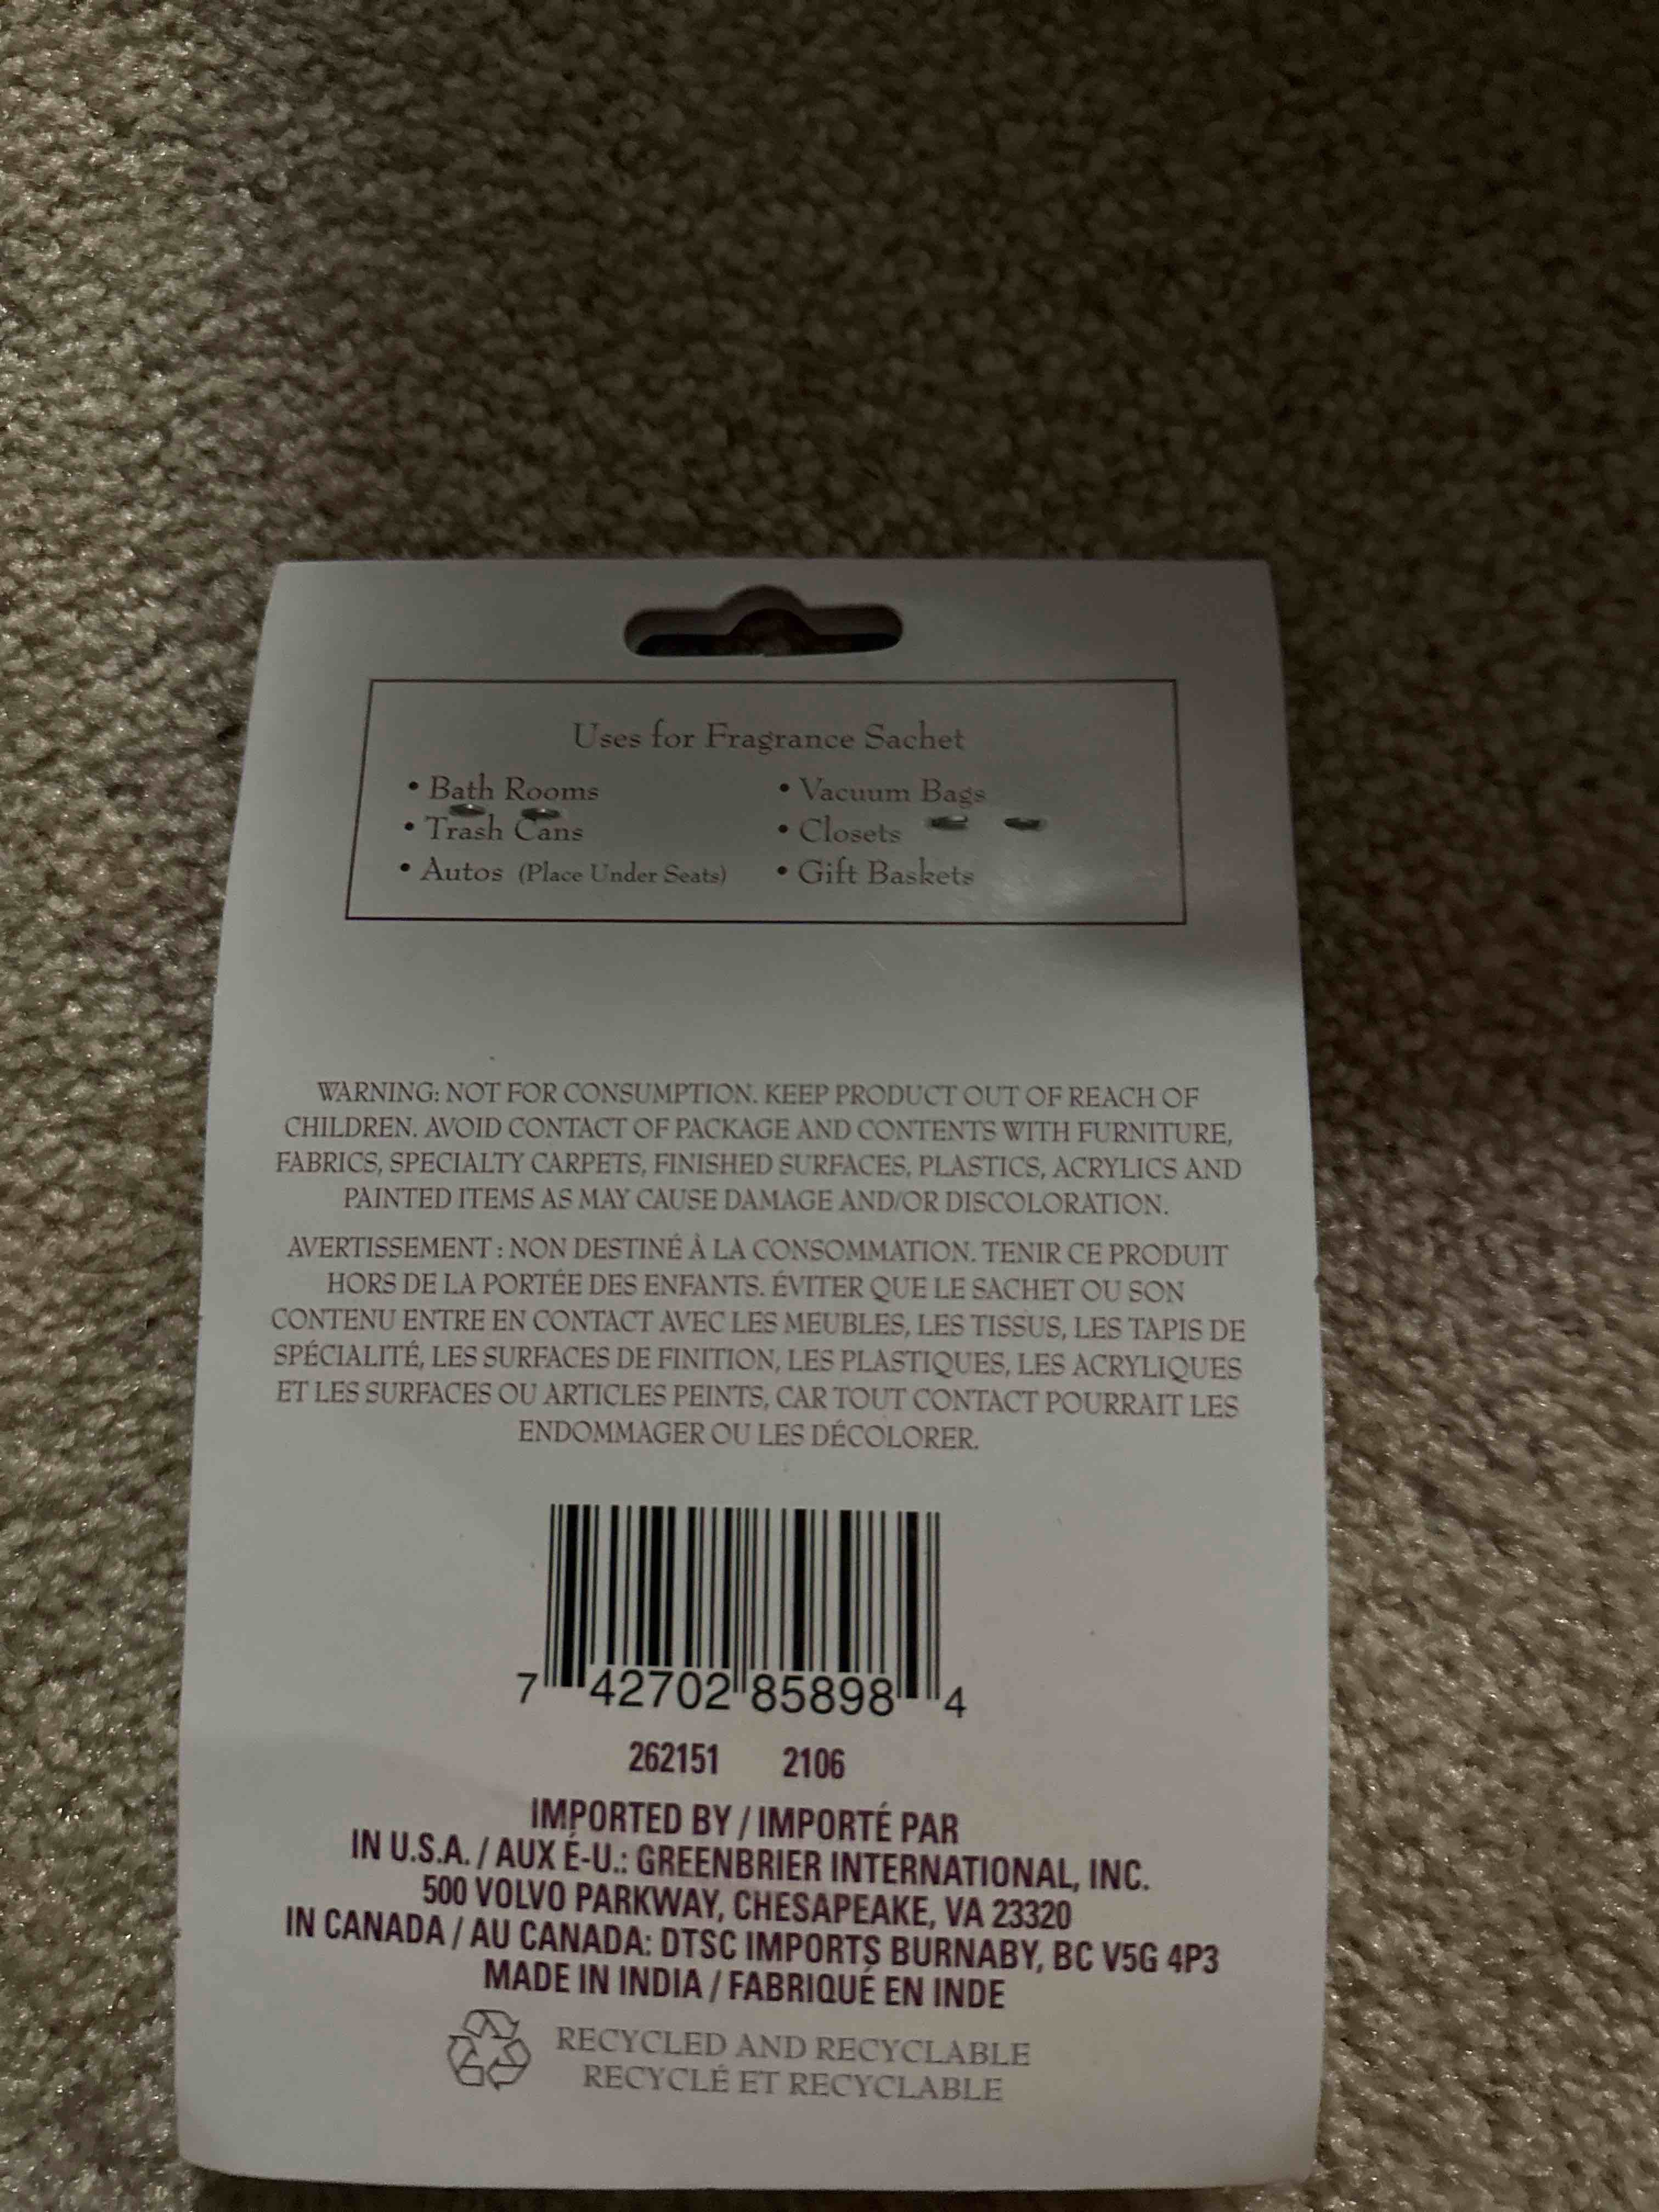 Uses for Fragrance Sachet
• Bath Rooms
• Trash Cans
• Autos (Place Under Seats)
• Vacuum Bags
• Closets
• Gift Baskets
WARNING: NOT FOR CONSUMPTION. KEEP PRODUCT OUT OF REACH OF
CHILDREN. AVOID CONTACT OF PACKAGE AND CONTENTS WITH FURNITURE,
FABRICS, SPECIALTY CARPETS, FINISHED SURFACES, PLASTICS, ACRYLICS AND
PAINTED ITEMS AS MAY CAUSE DAMAGE AND/OR DISCOLORATION.
AVERTISSEMENT : NON DESTINÉ À LA CONSOMMATION. TENIR CE PRODUIT
HORS DE LA PORTÉE DES ENFANTS. ÉVITER QUE LE SACHET OU SON
CONTENU ENTRE EN CONTACT AVEC LES MEUBLES, LES TISSUS, LES TAPIS DE
SPÉCIALITÉ, LES SURFACES DE FINITION, LES PLASTIQUES, LES ACRYLIQUES
ET LES SURFACES OU ARTICLES PEINTS, CAR TOUT CONTACT POURRAIT LES
ENDOMMAGER OU LES DÉCOLORER.
7 42702 85898 4
262151 2106
IMPORTED BY / IMPORTÉ PAR
IN U.S.A. / AUX É-U.: GREENBRIER INTERNATIONAL, INC.
500 VOLVO PARKWAY, CHESAPEAKE, VA 23320
IN CANADA / AU CANADA: DTSC IMPORTS BURNABY, BC V5G 4P3
MADE IN INDIA / FABRIQUÉ EN INDE
RECYCLED AND RECYCLABLE
RECYCLÉ ET RECYCLABLE